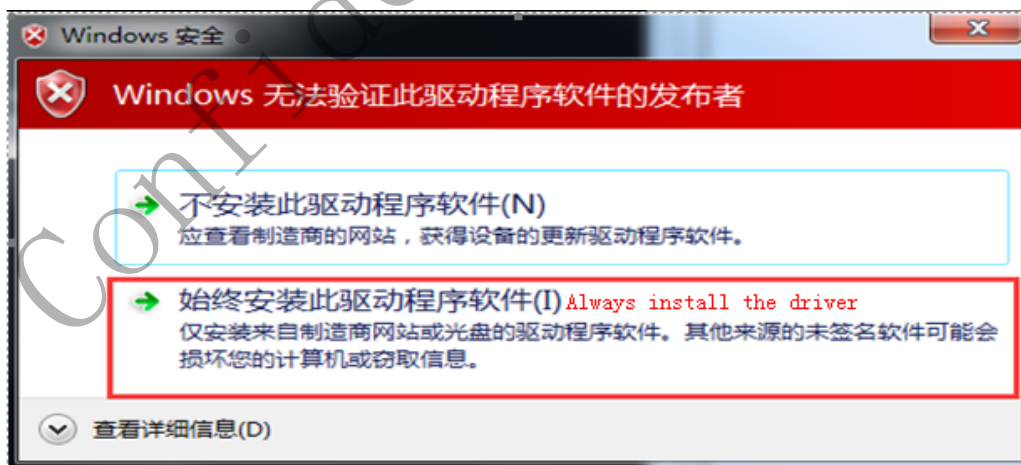 Windows 安全
Windows 无法验证此驱动程序软件的发布者
不安装此驱动程序软件(N)
应查看制造商的网站，获得设备的更新驱动程序软件。
始终安装此驱动程序软件(I) Always install the driver
仅安装来自制造商网站或光盘的驱动程序软件。其他来源的未签名软件可能会
损坏您的计算机或窃取信息。
查看详细信息(D)
Confid